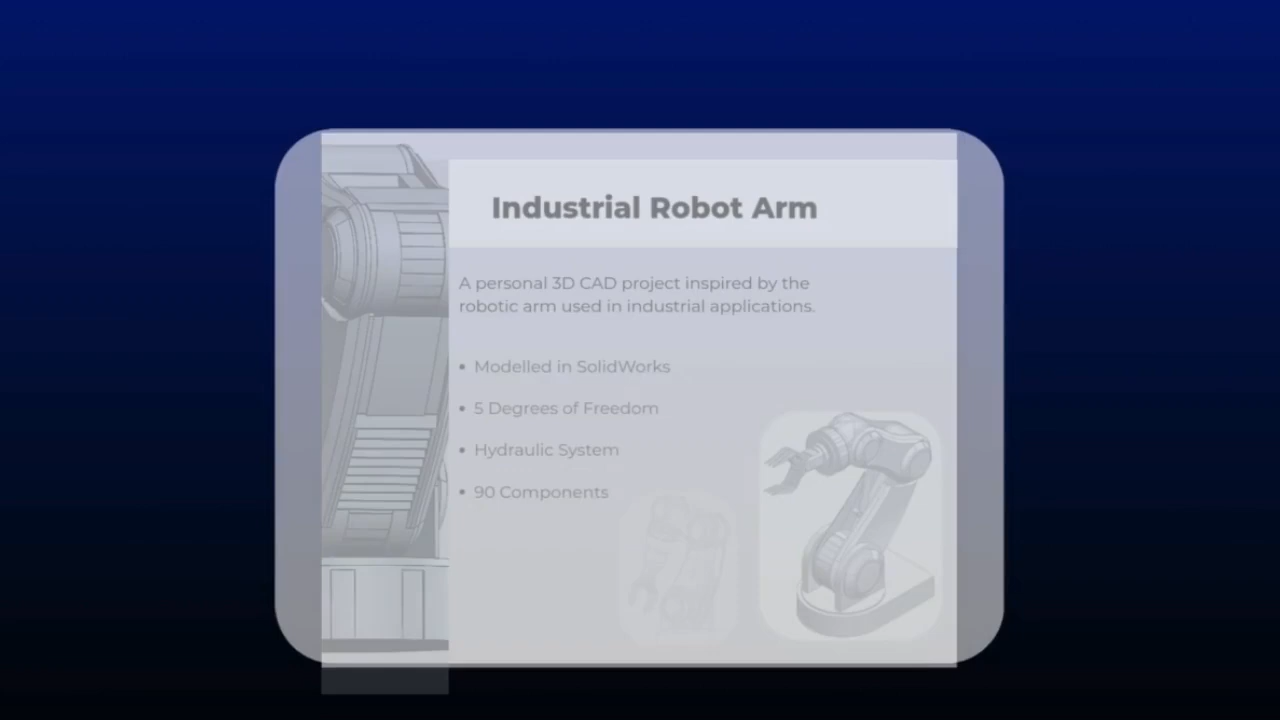 Industrial Robot Arm
A personal 3D CAD project inspired by the
robotic arm used in industrial applications.
• Modelled in SolidWorks
• 5 Degrees of Freedom
• Hydraulic System
• 90 Components